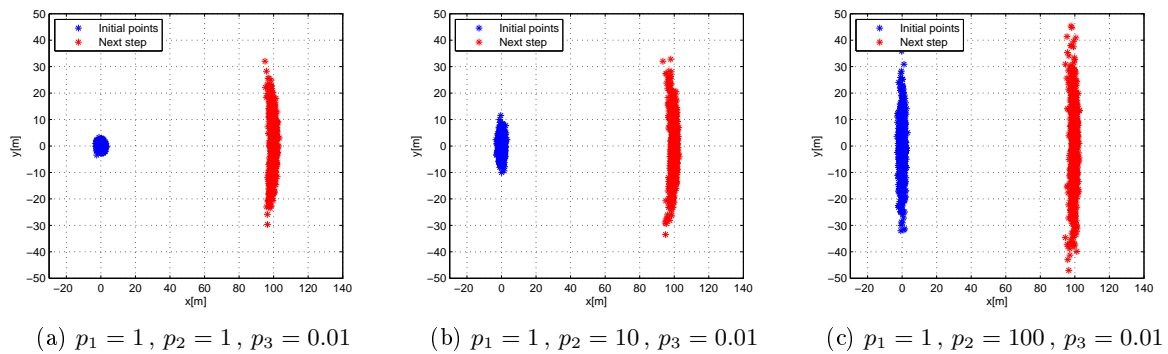 50
40
30
20
10
0
−10
−20
−30
−40
−50
y[m]
Initial points
Next step
−20 0 20 40 60 80 100 120 140
x[m]
(a) p₁ = 1 , p₂ = 1 , p₃ = 0.01
50
40
30
20
10
0
−10
−20
−30
−40
−50
y[m]
Initial points
Next step
−20 0 20 40 60 80 100 120 140
x[m]
(b) p₁ = 1 , p₂ = 10 , p₃ = 0.01
50
40
30
20
10
0
−10
−20
−30
−40
−50
y[m]
Initial points
Next step
−20 0 20 40 60 80 100 120 140
x[m]
(c) p₁ = 1 , p₂ = 100 , p₃ = 0.01